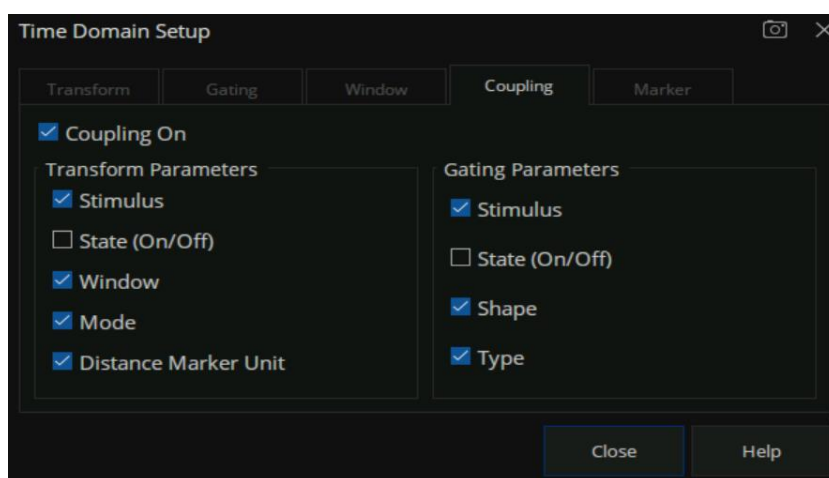 Time Domain Setup
Transform Gating Window Coupling Marker
Coupling On
Transform Parameters
Stimulus
State (On/Off)
Window
Mode
Distance Marker Unit
Gating Parameters
Stimulus
State (On/Off)
Shape
Type
Close Help